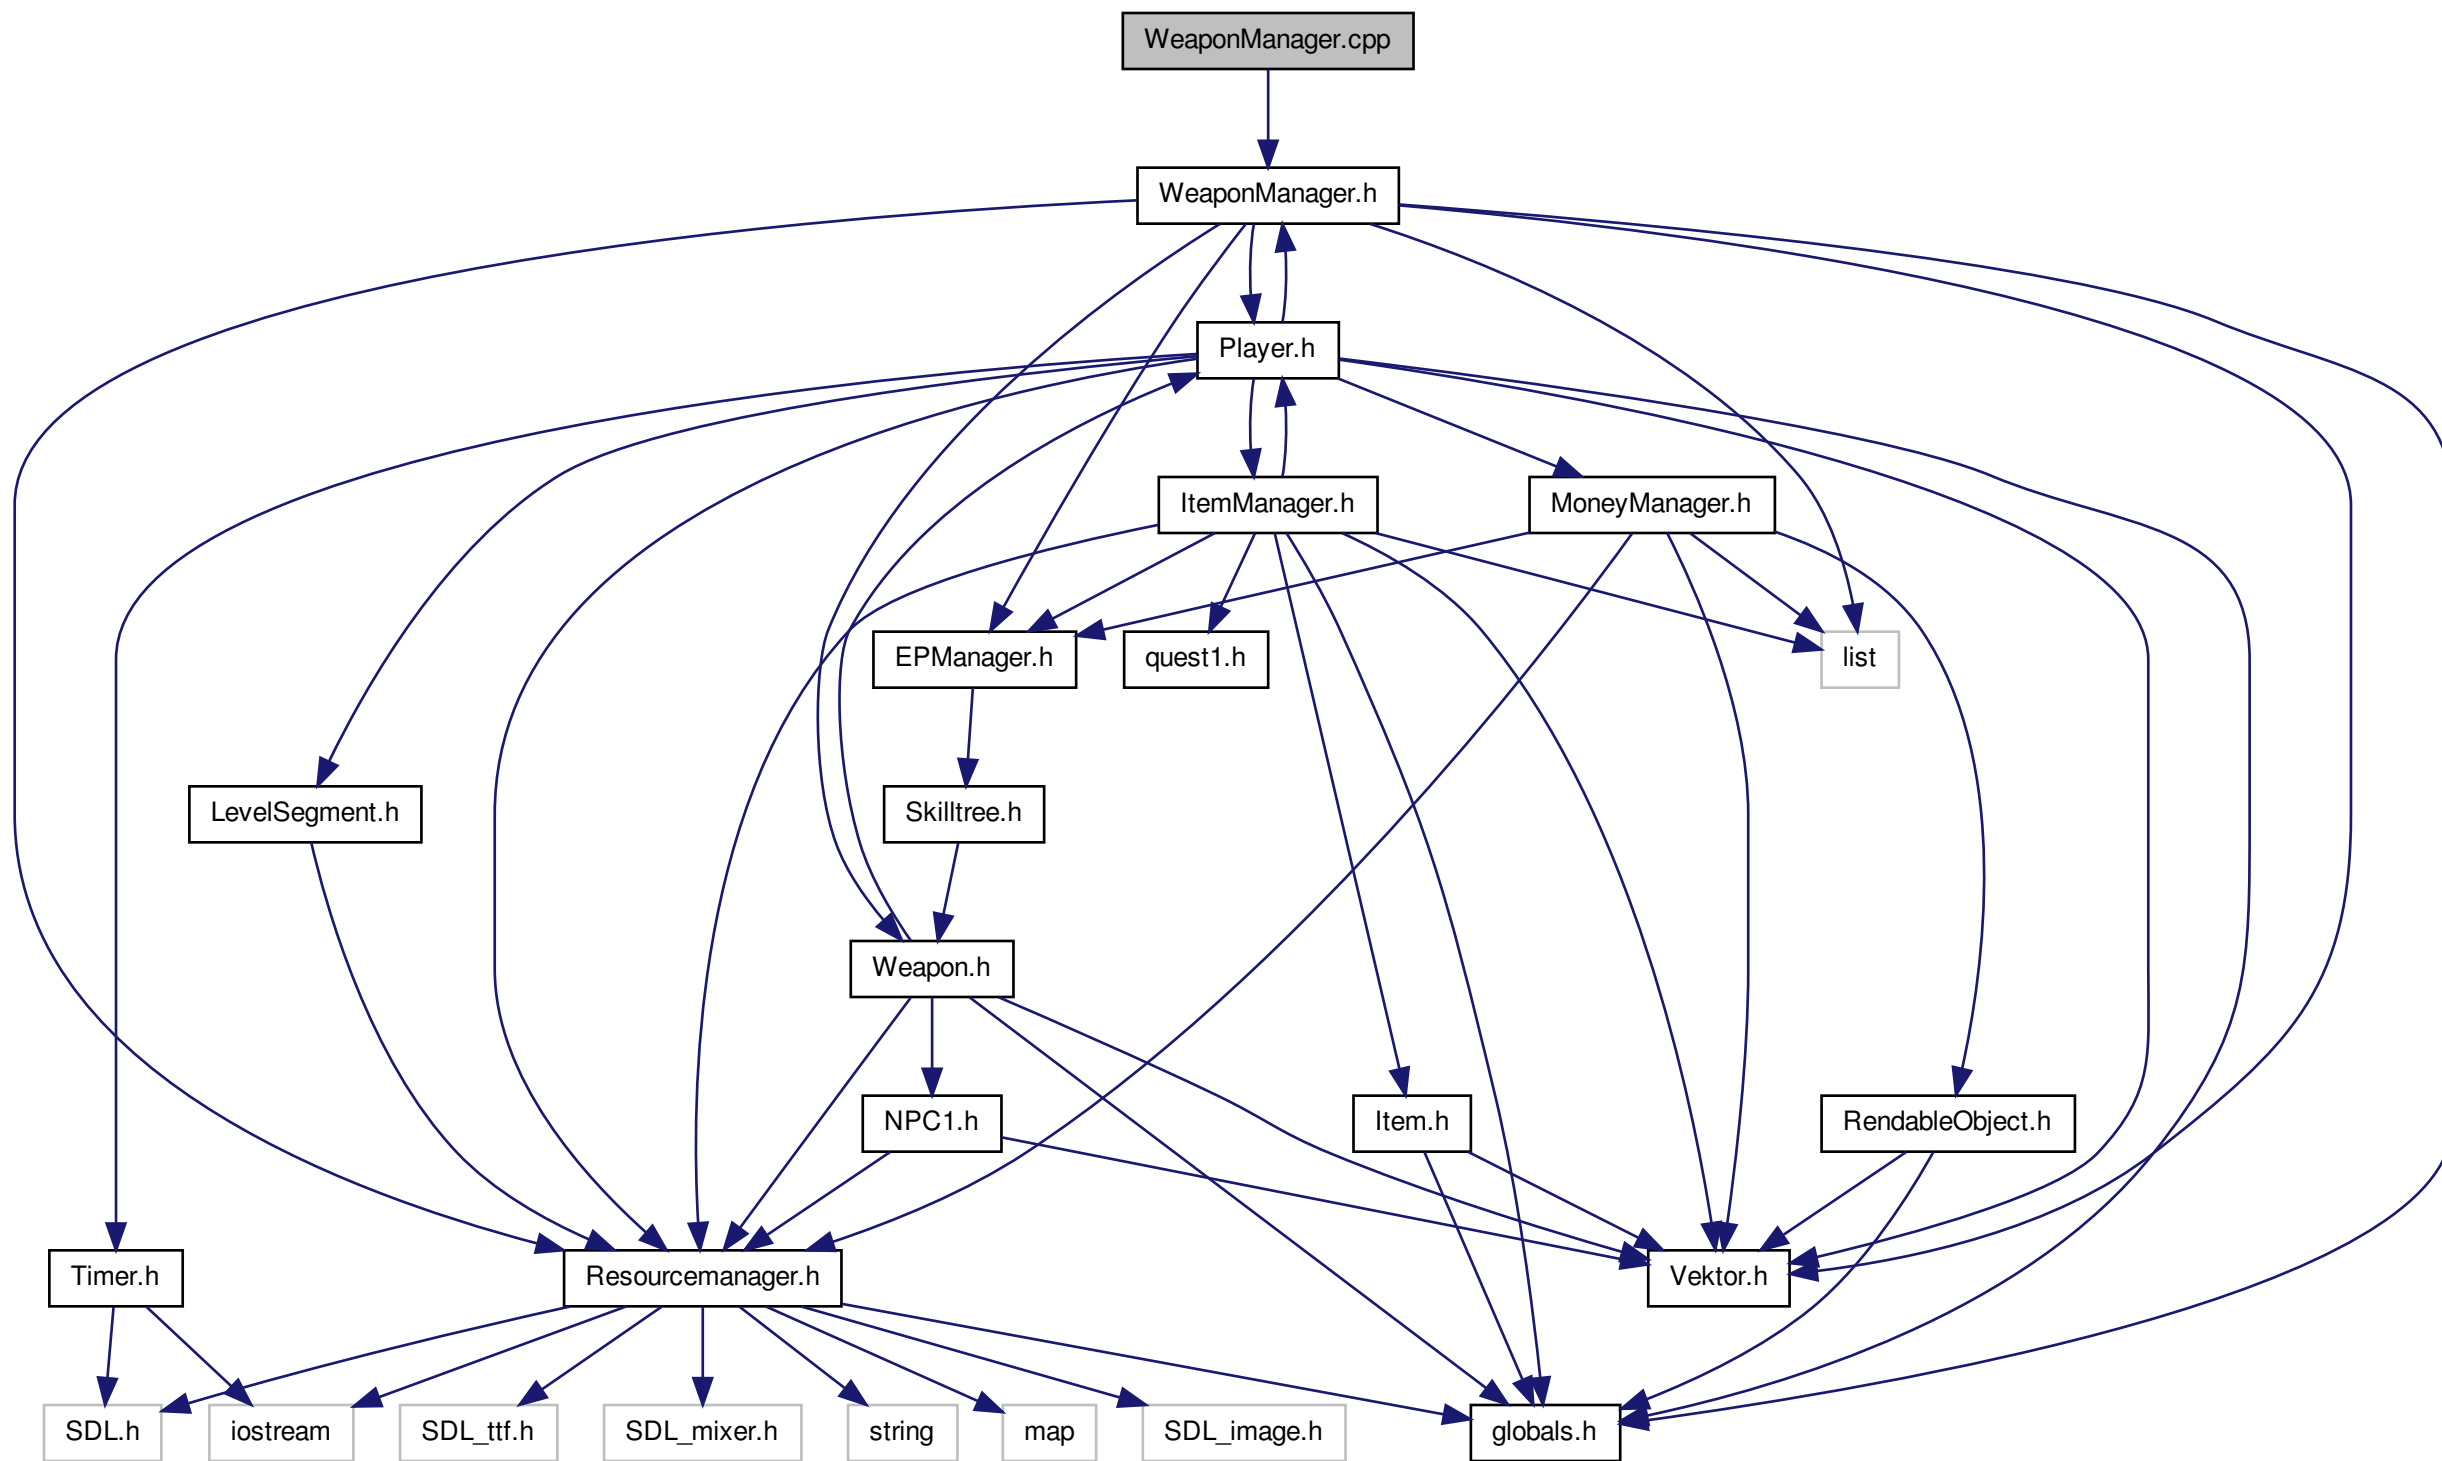 WeaponManager.cpp
WeaponManager.h
Player.h
ItemManager.h
MoneyManager.h
EPManager.h
quest1.h
list
LevelSegment.h
Skilltree.h
Weapon.h
NPC1.h
Item.h
RendableObject.h
Timer.h
Resourcemanager.h
Vektor.h
SDL.h
iostream
SDL_ttf.h
SDL_mixer.h
string
map
SDL_image.h
globals.h